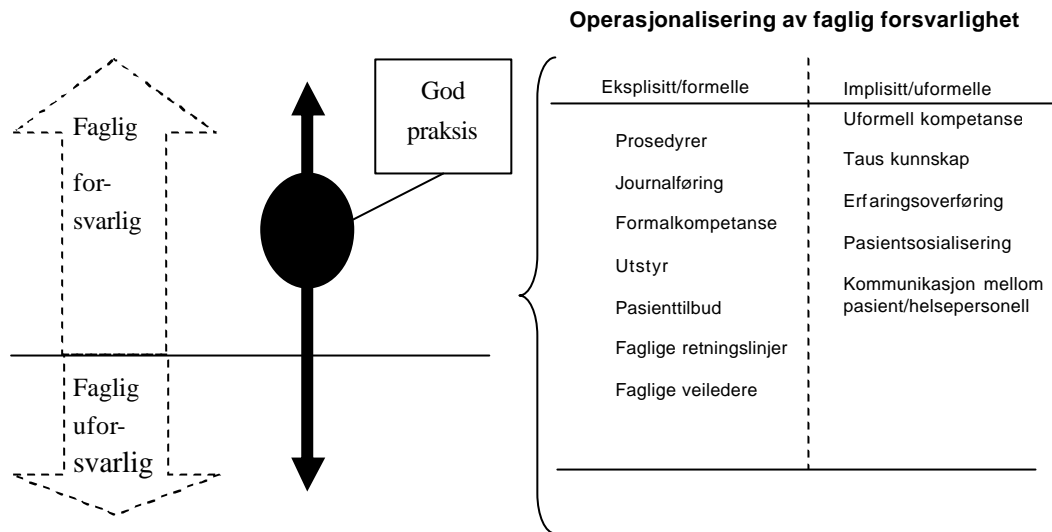 Operasjonalisering av faglig forsvarlighet
Faglig
for-
svarlig
Faglig
ufor-
svarlig
God
praksis
Eksplisitt/formelle
Prosedyrer
Journalføring
Formalkompetanse
Utstyr
Pasienttilbud
Faglige retningslinjer
Faglige veiledere
Implisitt/uformelle
Uformell kompetanse
Taus kunnskap
Erfaringsoverføring
Pasientsosialisering
Kommunikasjon mellom
pasient/helsepersonell